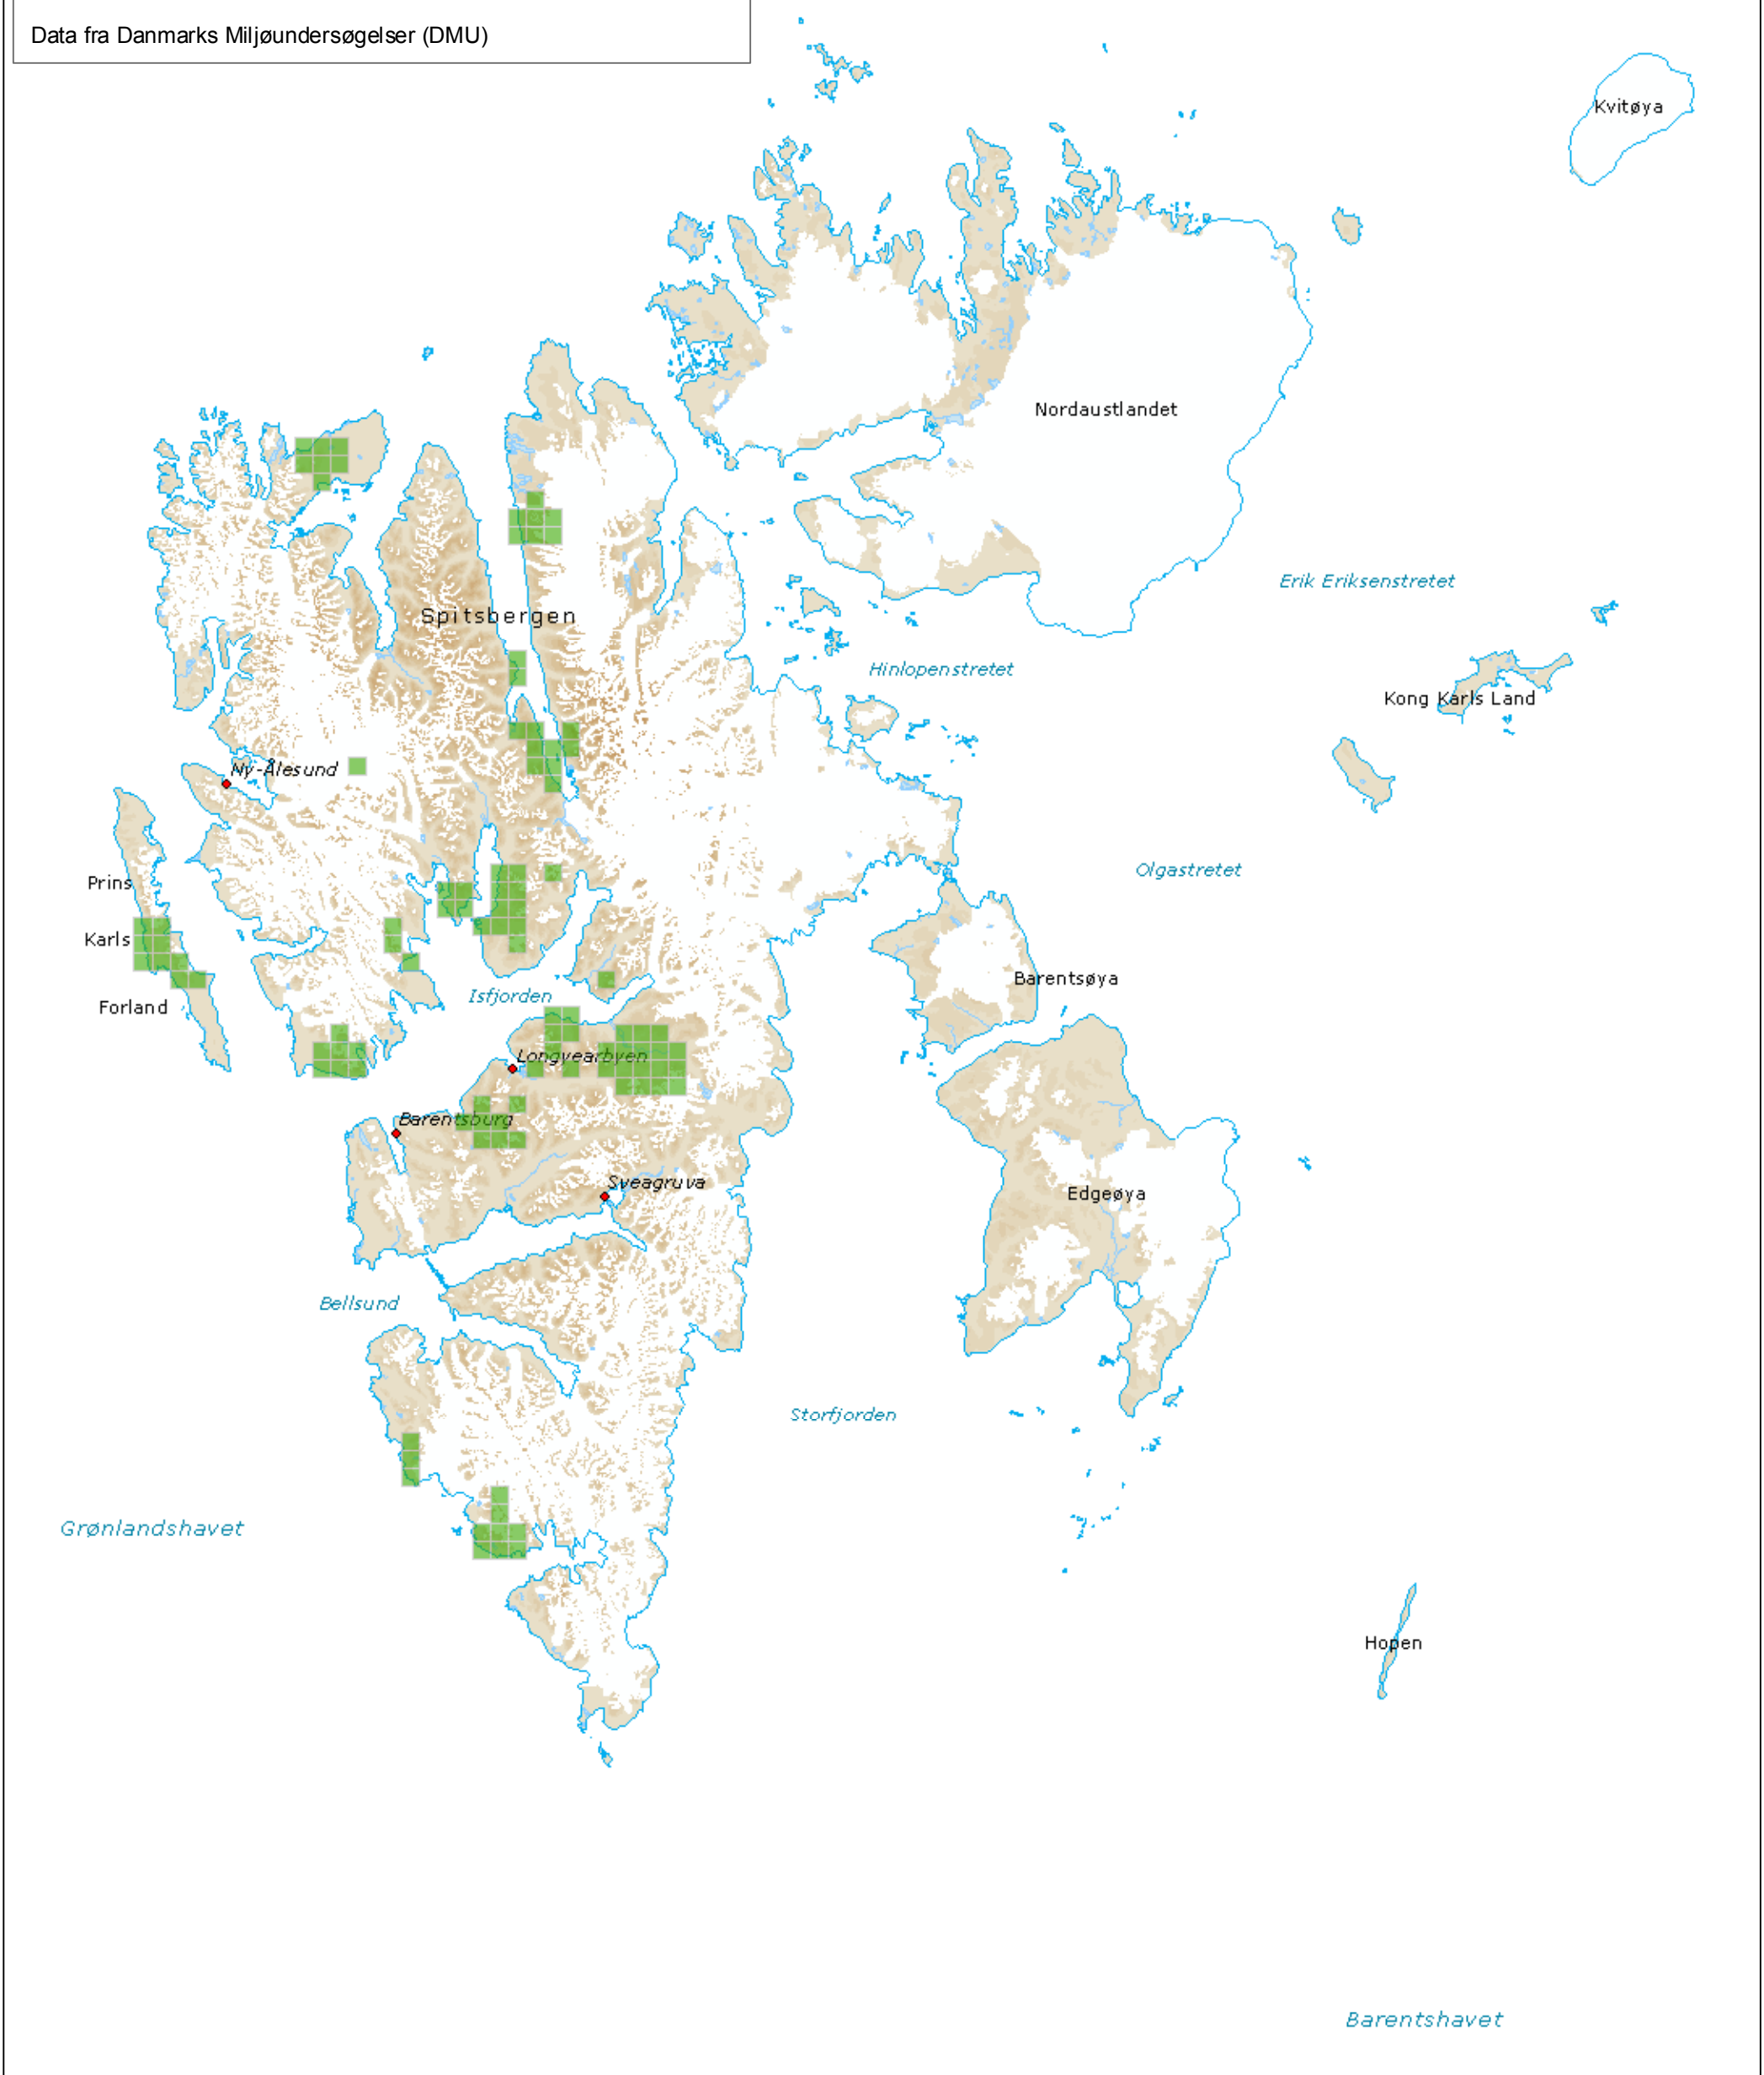 Data fra Danmarks Miljøundersøgelser (DMU)
Kvitøya
Nordaustlandet
Erik Eriksenstretet
Spitsbergen
Hinlopenstretet
Kong Karls Land
Ny-Ålesund
Olgastretet
Prins
Karls
Forland
Barentsøya
Isfjorden
Longyearbyen
Barentsburg
Sveagruva
Edgeøya
Bellsund
Storfjorden
Grønlandshavet
Hopen
Barentshavet